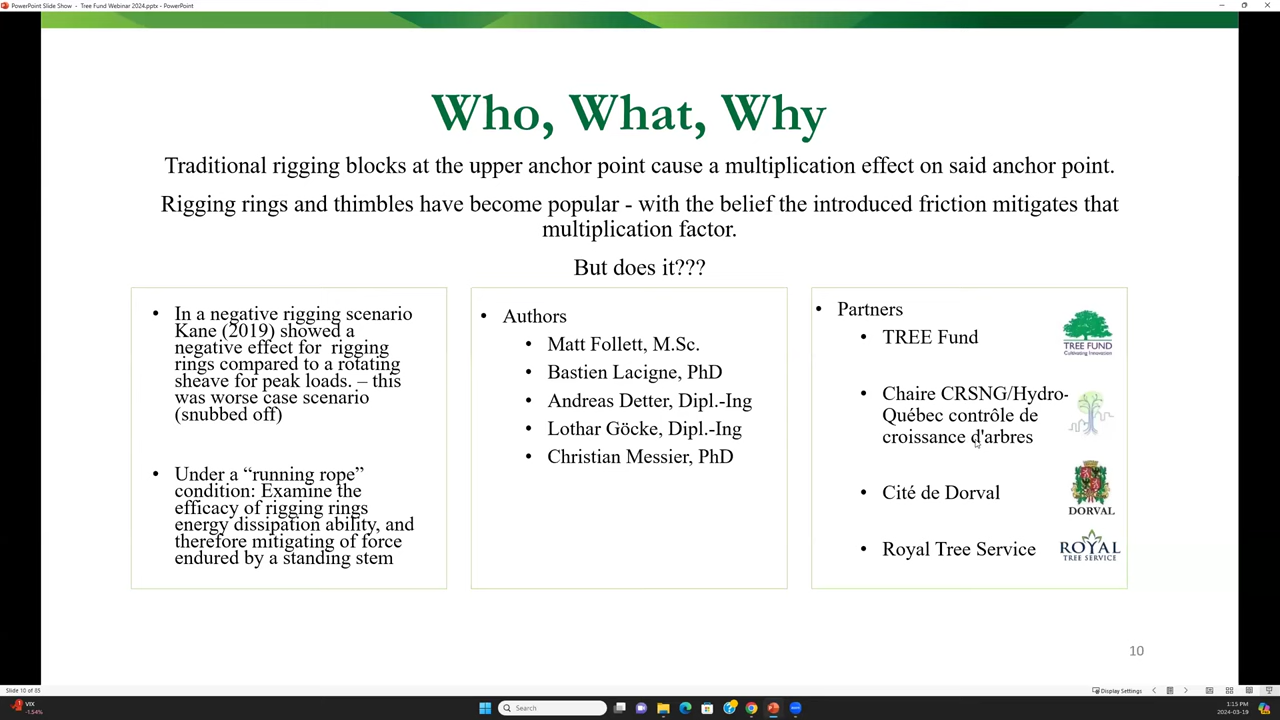 PowerPoint Slide Show - Tree Fund Webinar 2024.pptx - PowerPoint
Who, What, Why
Traditional rigging blocks at the upper anchor point cause a multiplication effect on said anchor point.
Rigging rings and thimbles have become popular - with the belief the introduced friction mitigates that
multiplication factor.
But does it???
• In a negative rigging scenario
Kane (2019) showed a
negative effect for rigging
rings compared to a rotating
sheave for peak loads. – this
was worse case scenario
(snubbed off)
• Under a “running rope”
condition: Examine the
efficacy of rigging rings
energy dissipation ability, and
therefore mitigating of force
endured by a standing stem
• Authors
• Matt Follett, M.Sc.
• Bastien Lacigne, PhD
• Andreas Detter, Dipl.-Ing
• Lothar Göcke, Dipl.-Ing
• Christian Messier, PhD
• Partners
• TREE Fund
TREE FUND
Cultivating Innovation
• Chaire CRSNG/Hydro-
Québec contrôle de
croissance d'arbres
• Cité de Dorval
DORVAL
• Royal Tree Service
ROYAL
TREE SERVICE
10
Slide 10 of 85
Display Settings
VIX
-1.54%
Search
1:15 PM
2024-03-19